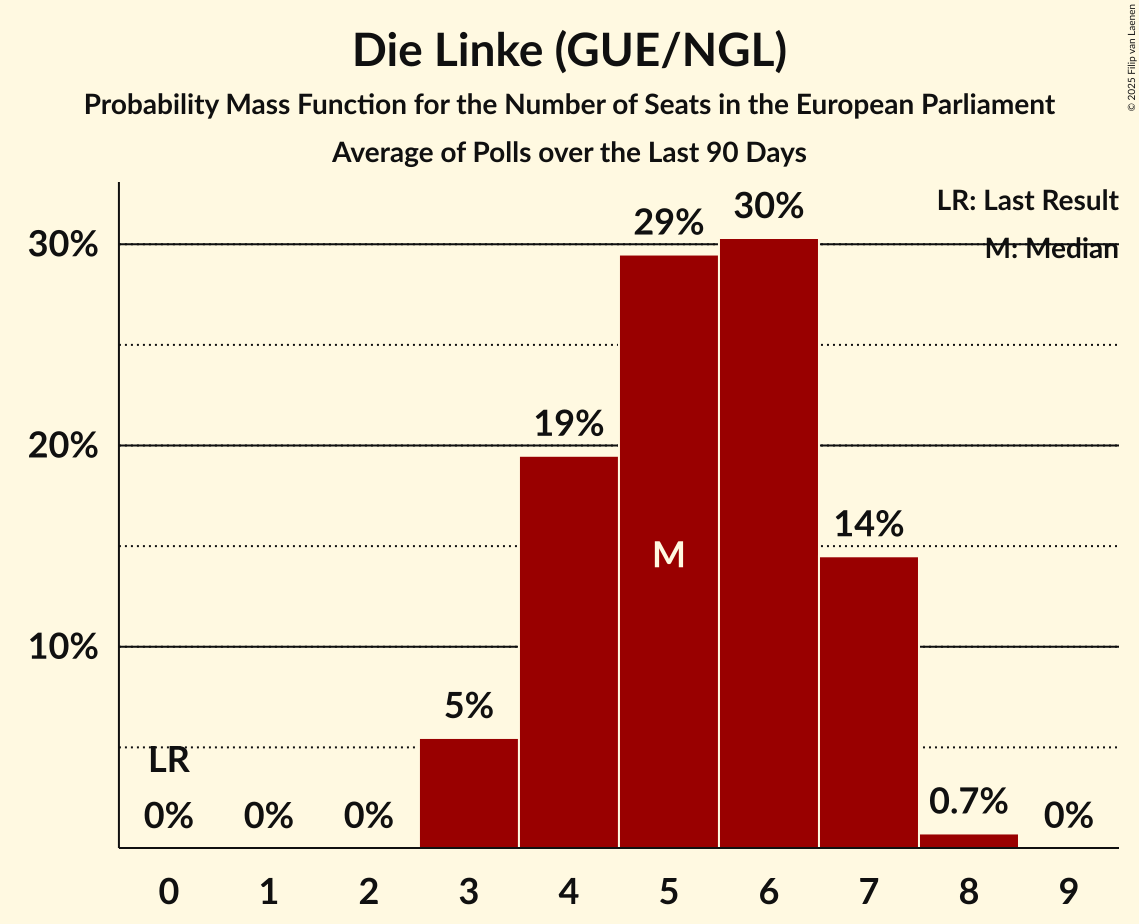 Die Linke (GUE/NGL)
Probability Mass Function for the Number of Seats in the European Parliament
Average of Polls over the Last 90 Days
© 2025 Filip van Laenen
LR: Last Result
M: Median
30%
20%
10%
LR
0%
0%
0%
5%
19%
29%
M
30%
14%
0.7%
0%
0 1 2 3 4 5 6 7 8 9